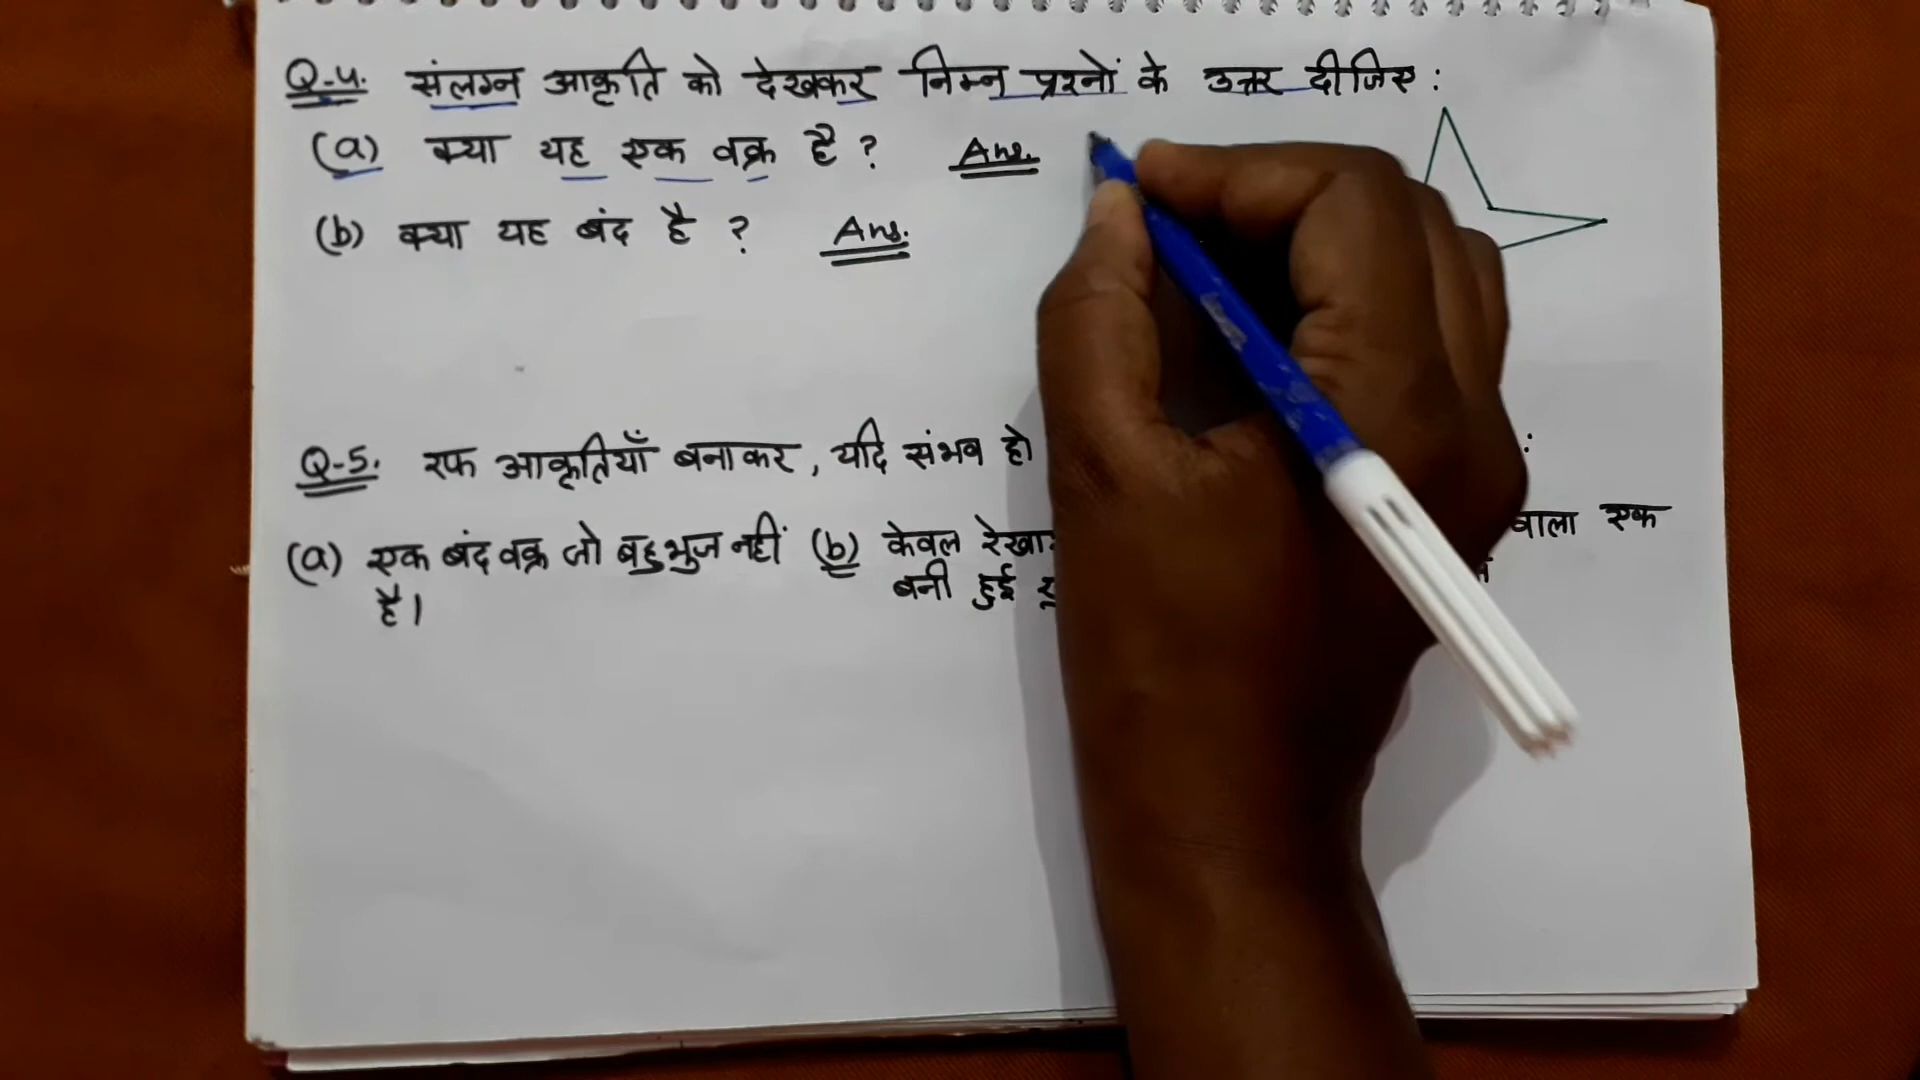 Q-4. संलग्न आकृति को देखकर निम्न प्रश्नों के उत्तर दीजिए :
(a) क्या यह एक वक्र है ? Ans.
(b) क्या यह बंद है ? Ans.
Q-5. रफ आकृतियाँ बनाकर, यदि संभव हो :
(a) एक बंद वक्र जो बहुभुज नहीं (b) केवल वाला एक
है। बनी हुई